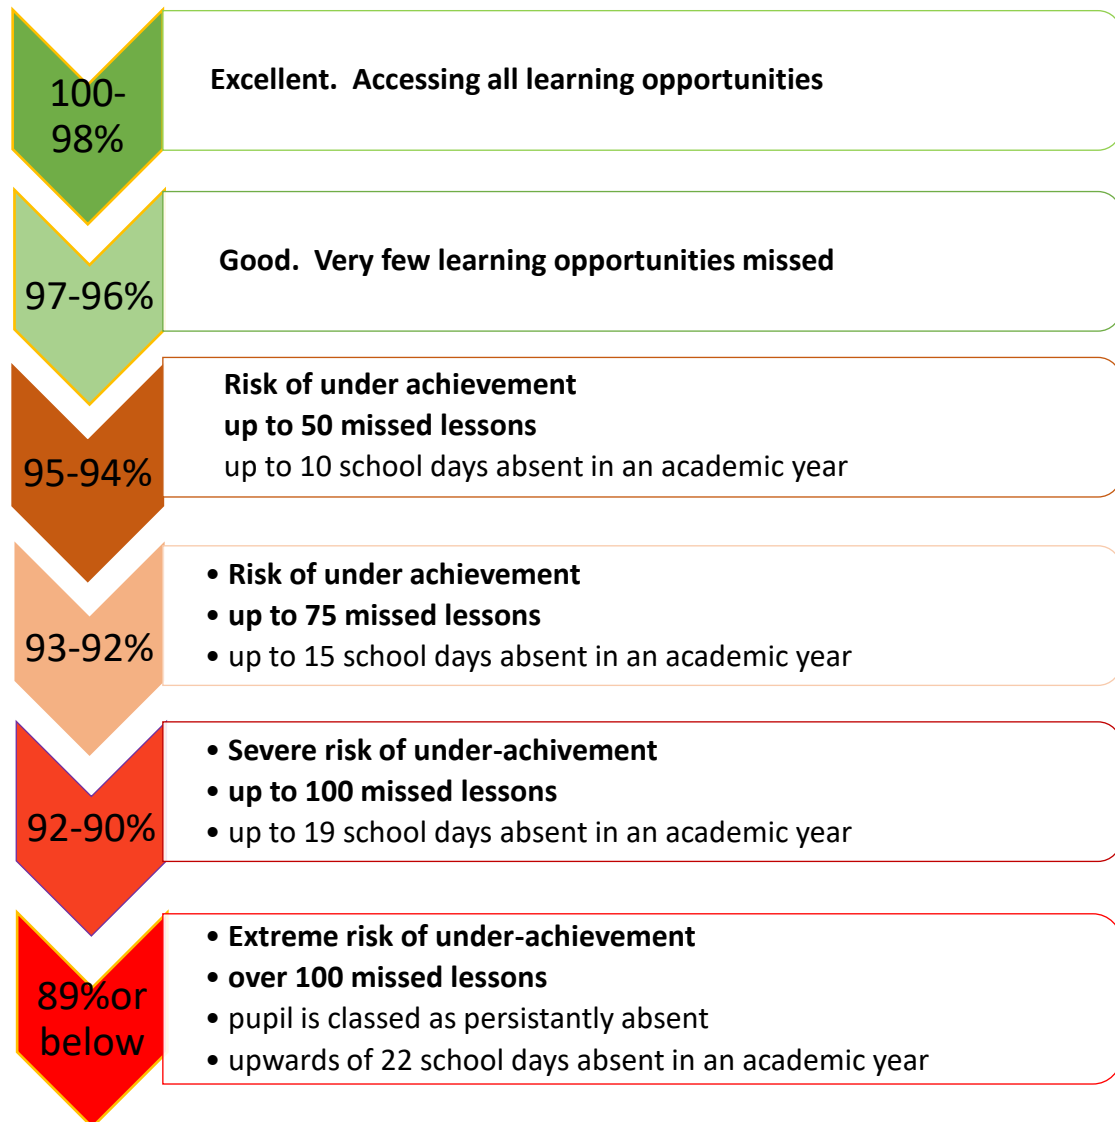 100-
98%
Excellent.  Accessing all learning opportunities
97-96%
Good.  Very few learning opportunities missed
95-94%
Risk of under achievement
up to 50 missed lessons
up to 10 school days absent in an academic year
93-92%
• Risk of under achievement
• up to 75 missed lessons
• up to 15 school days absent in an academic year
92-90%
• Severe risk of under-achivement
• up to 100 missed lessons
• up to 19 school days absent in an academic year
89%or
below
• Extreme risk of under-achievement
• over 100 missed lessons
• pupil is classed as persistantly absent
• upwards of 22 school days absent in an academic year